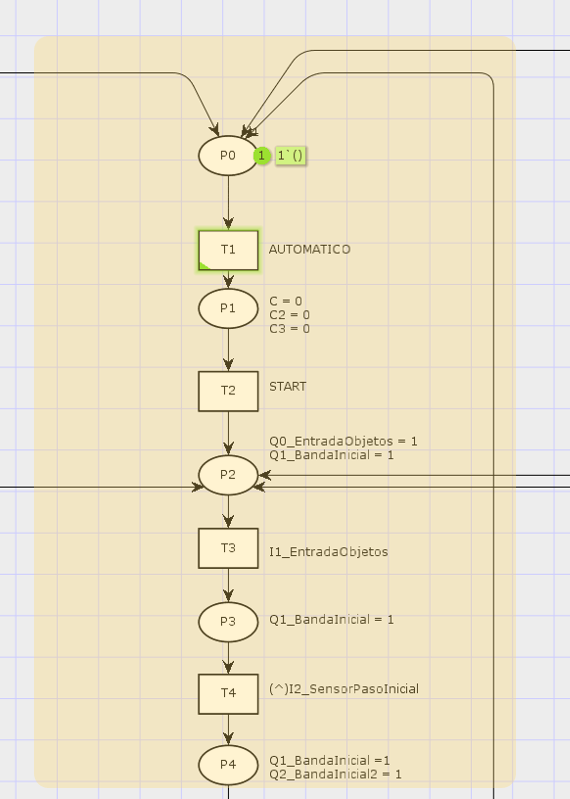 P0
1
1`()
T1
AUTOMATICO
P1
C = 0
C2 = 0
C3 = 0
T2
START
Q0_EntradaObjetos = 1
Q1_BandaInicial = 1
P2
T3
I1_EntradaObjetos
P3
Q1_BandaInicial = 1
T4
(^)I2_SensorPasoInicial
P4
Q1_BandaInicial =1
Q2_BandaInicial2 = 1